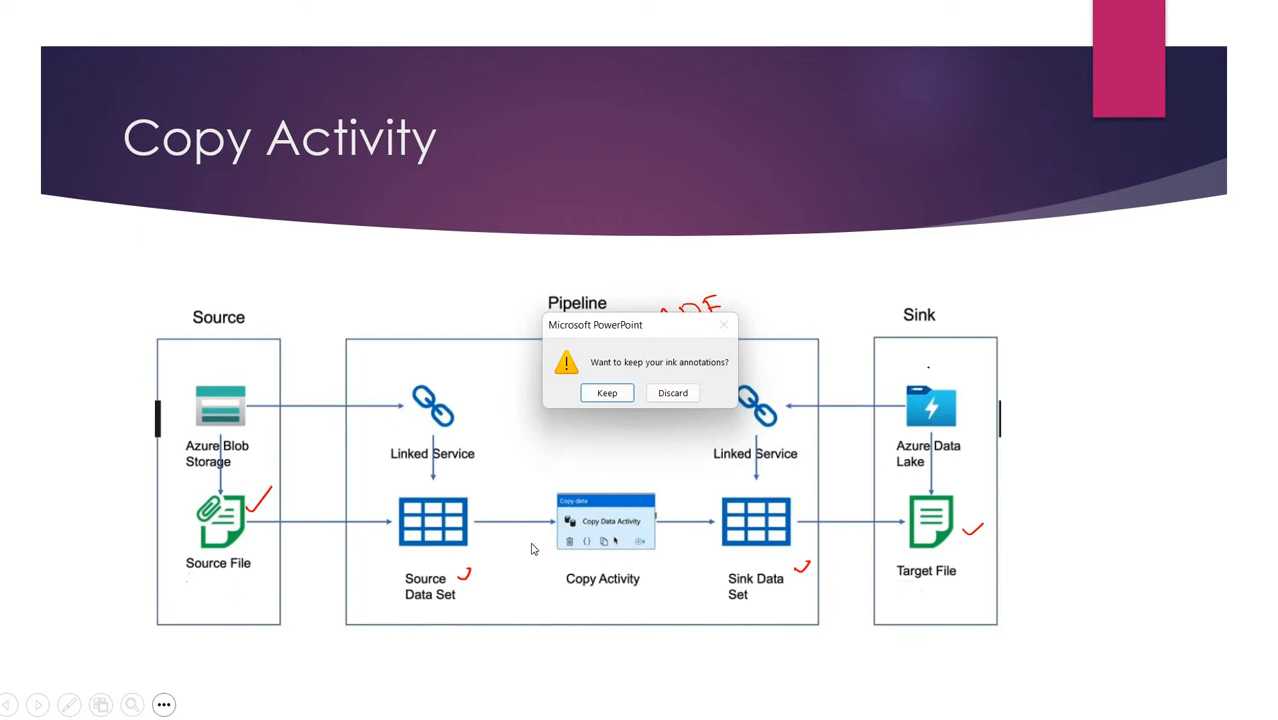 Copy Activity
Pipeline
Source
Sink
Microsoft PowerPoint
Want to keep your ink annotations?
Keep
Discard
Azure Blob
Storage
Linked Service
Linked Service
Azure Data
Lake
Copy data
Copy Data Activity
Source File
Source
Data Set
Copy Activity
Sink Data
Set
Target File